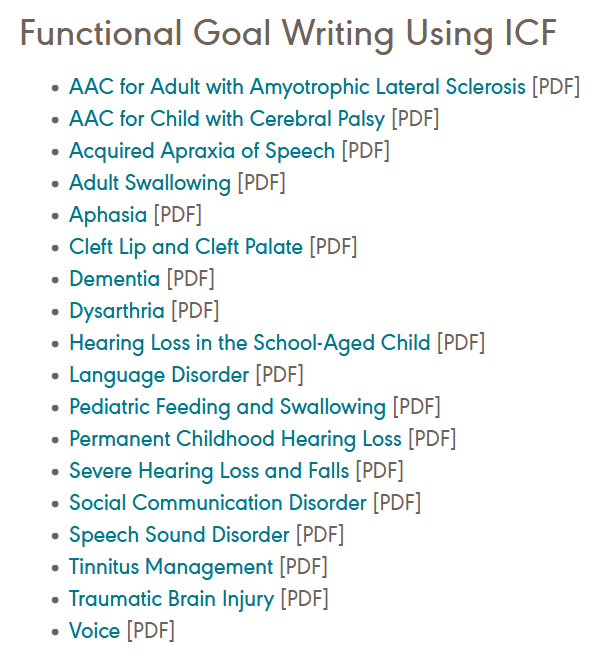 Functional Goal Writing Using ICF
• AAC for Adult with Amyotrophic Lateral Sclerosis [PDF]
• AAC for Child with Cerebral Palsy [PDF]
• Acquired Apraxia of Speech [PDF]
• Adult Swallowing [PDF]
• Aphasia [PDF]
• Cleft Lip and Cleft Palate [PDF]
• Dementia [PDF]
• Dysarthria [PDF]
• Hearing Loss in the School-Aged Child [PDF]
• Language Disorder [PDF]
• Pediatric Feeding and Swallowing [PDF]
• Permanent Childhood Hearing Loss [PDF]
• Severe Hearing Loss and Falls [PDF]
• Social Communication Disorder [PDF]
• Speech Sound Disorder [PDF]
• Tinnitus Management [PDF]
• Traumatic Brain Injury [PDF]
• Voice [PDF]